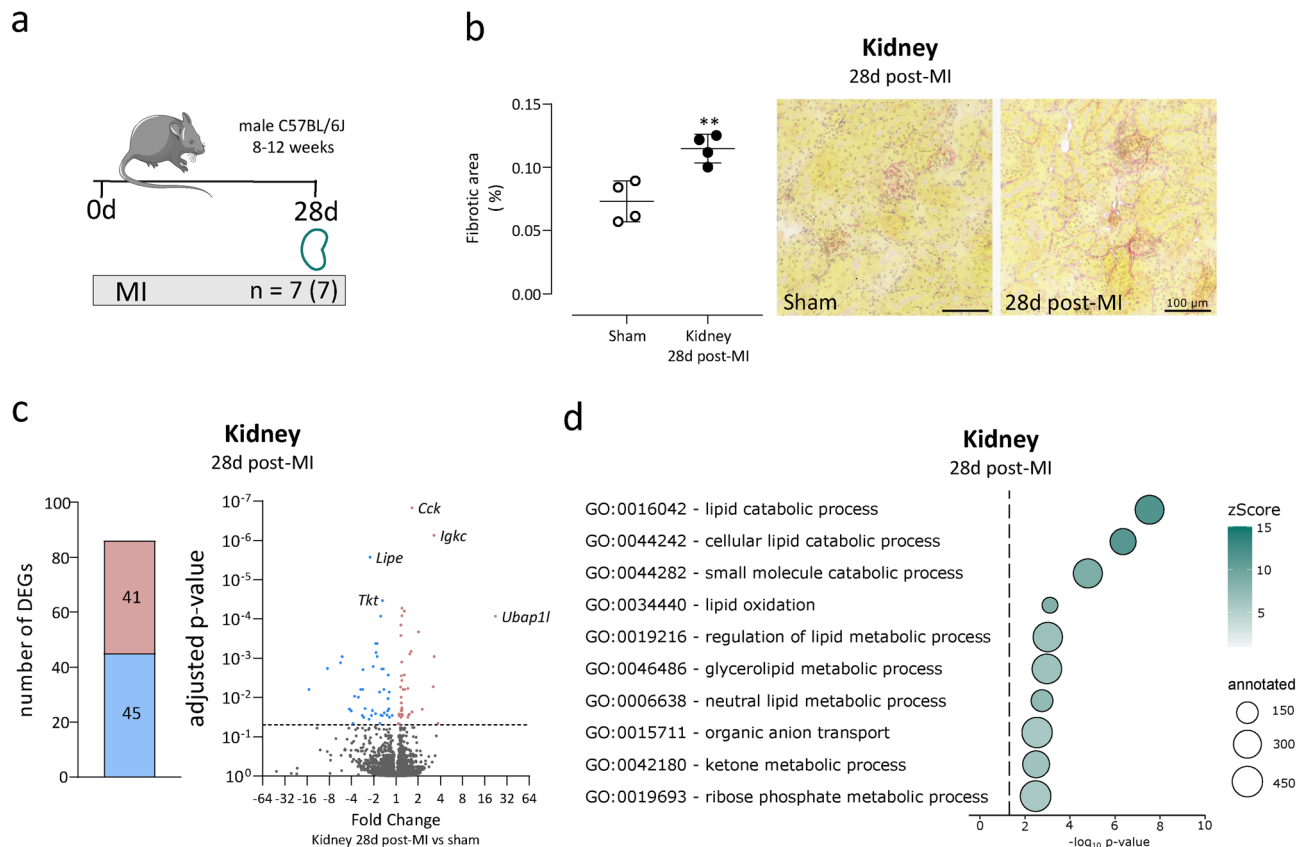 a
male C57BL/6J
8-12 weeks
0d
28d
MI
n = 7 (7)
b
Kidney
28d post-MI
Fibrotic area
( %)
0.15
0.10
0.05
0.00
**
Sham
Kidney
28d post-MI
Sham
28d post-MI
100 µm
c
Kidney
28d post-MI
number of DEGs
100
80
60
40
20
0
41
45
adjusted p-value
10-7
10-6
10-5
10-4
10-3
10-2
10-1
100
Cck
Igkc
Lipe
Tkt
Ubap1l
-64 -32 -16 -8 -4 -2 1 2 4 8 16 32 64
Fold Change
Kidney 28d post-MI vs sham
d
Kidney
28d post-MI
GO:0016042 - lipid catabolic process
GO:0044242 - cellular lipid catabolic process
GO:0044282 - small molecule catabolic process
GO:0034440 - lipid oxidation
GO:0019216 - regulation of lipid metabolic process
GO:0046486 - glycerolipid metabolic process
GO:0006638 - neutral lipid metabolic process
GO:0015711 - organic anion transport
GO:0042180 - ketone metabolic process
GO:0019693 - ribose phosphate metabolic process
0 2 4 6 8 10
-log10 p-value
zScore
15
10
5
annotated
150
300
450